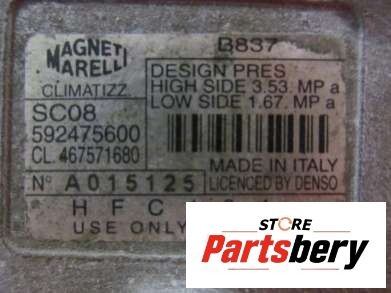 MAGNETI
MARELLI
CLIMATIZZ
B837
DESIGN PRES
HIGH SIDE 3.53. MP a
LOW SIDE 1.67. MP a
SC08
592475600
CL. 467571680
MADE IN ITALY
Nº A015125
LICENCED BY DENSO
H F C
USE ONLY
STORE
Partsbery